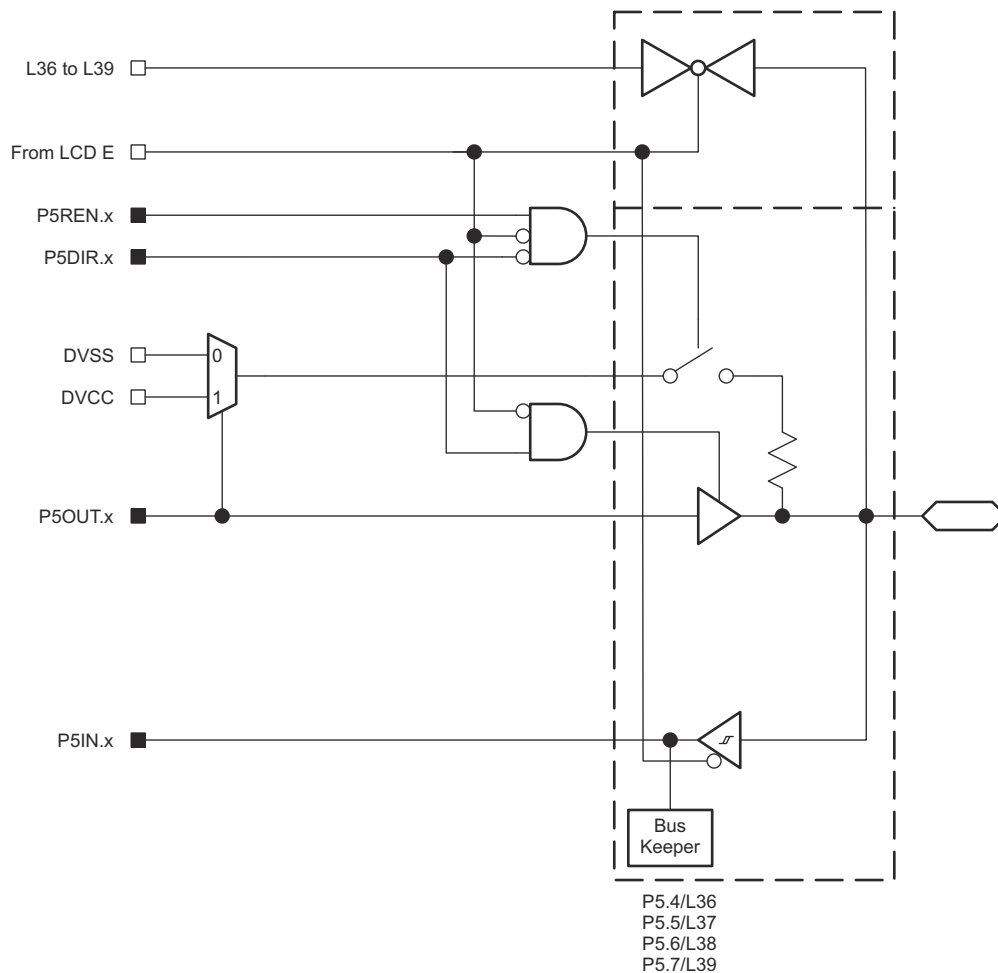 L36 to L39
From LCD E
P5REN.x
P5DIR.x
DVSS
0
DVCC
1
P5OUT.x
P5IN.x
Bus
Keeper
P5.4/L36
P5.5/L37
P5.6/L38
P5.7/L39